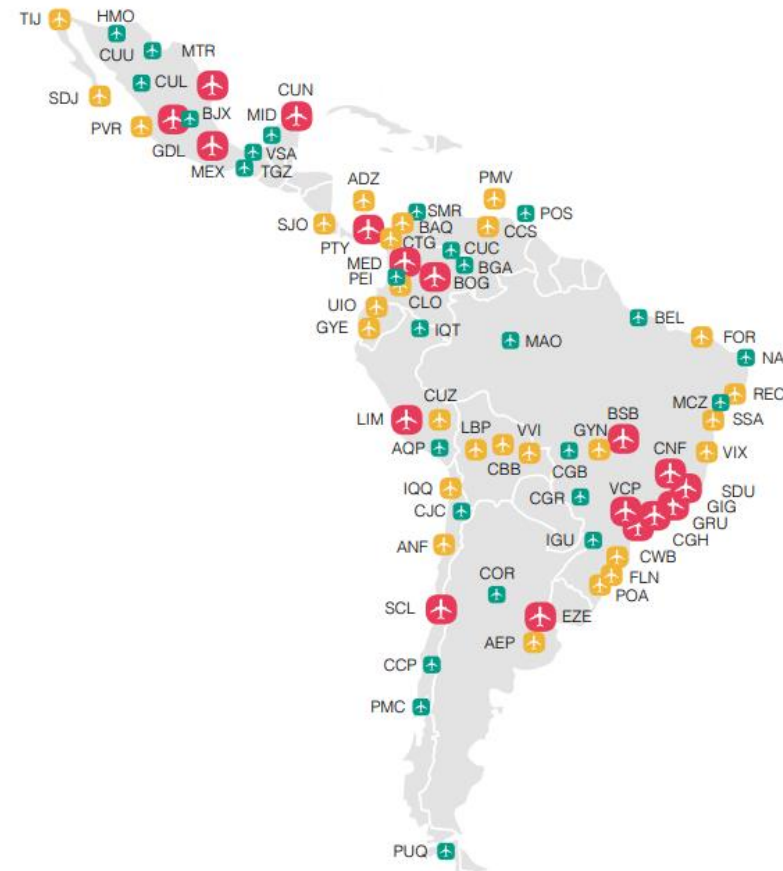 TIJ
HMO
CUU
MTR
CUL
CUN
SDJ
MID
BJX
PVR
VSA
GDL
MEX
TGZ
ADZ
PMV
SMR
POS
SJO
BAQ
CCS
PTY
CTG
CUC
MED
BGA
PEI
BOG
CLO
UIO
GYE
IQT
BEL
MAO
FOR
NA
REC
CUZ
MCZ
LIM
BSB
SSA
LBP
VVI
GYN
AQP
CNF
VIX
CBB
CGB
IQQ
VCP
SDU
CGR
GIG
CJC
GRU
IGU
CGH
ANF
CWB
COR
FLN
POA
SCL
EZE
AEP
CCP
PMC
PUQ